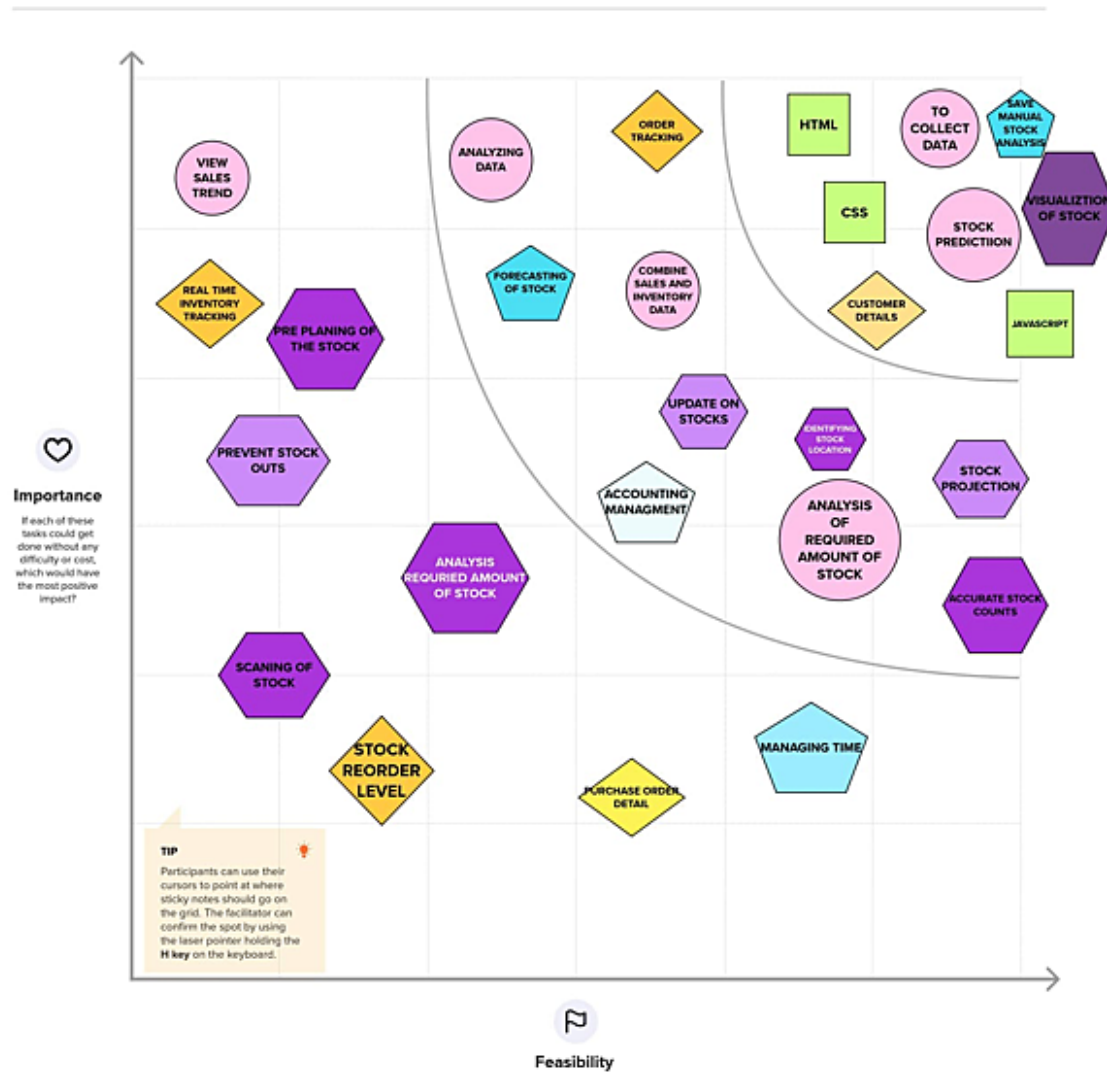 HTML
TO
COLLECT
DATA
SAVE
MANUAL
STOCK
ANALYSIS
ORDER
TRACKING
ANALYZING
DATA
VIEW
SALES
TREND
VISUALIZTION
OF STOCK
CSS
STOCK
PREDICTIION
FORECASTING
OF STOCK
COMBINE
SALES AND
INVENTORY
DATA
REAL TIME
INVENTORY
TRACKING
CUSTOMER
DETAILS
JAVASCRIPT
PRE PLANING OF
THE STOCK
UPDATE ON
STOCKS
IDENTIFYING
STOCK
LOCATION
PREVENT STOCK
OUTS
STOCK
PROJECTION
ACCOUNTING
MANAGMENT
ANALYSIS
OF
REQUIRED
AMOUNT OF
STOCK
Importance
If each of these
tasks could get
done without any
difficulty or cost,
which would have
the most positive
impact?
ANALYSIS
REQURIED AMOUNT
OF STOCK
ACCURATE STOCK
COUNTS
SCANING OF
STOCK
STOCK
REORDER
LEVEL
MANAGING TIME
PURCHASE ORDER
DETAIL
TIP
Participants can use their
cursors to point at where
sticky notes should go on
the grid. The facilitator can
confirm the spot by using
the laser pointer holding the
H key on the keyboard.
Feasibility